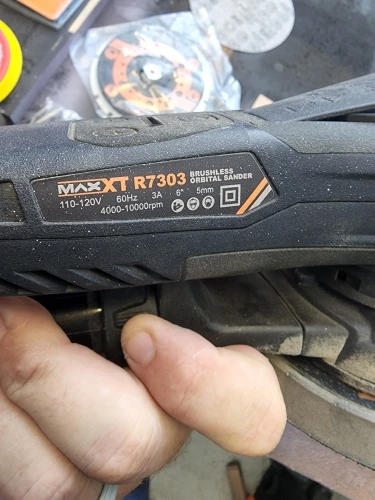 MAXXT R7303 BRUSHLESS
ORBITAL SANDER
110-120V 60Hz 3A 6" 5mm
4000-10000rpm